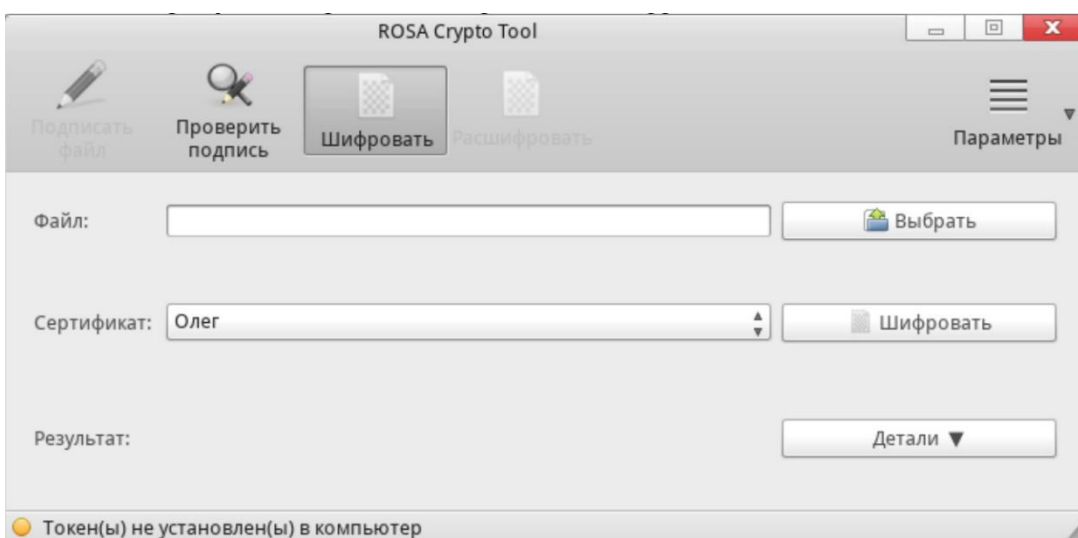 ROSA Crypto Tool
Подписать файл
Проверить подпись
Шифровать
Расшифровать
Параметры
Файл:
Выбрать
Сертификат:
Олег
Шифровать
Результат:
Детали ▼
Токен(ы) не установлен(ы) в компьютер